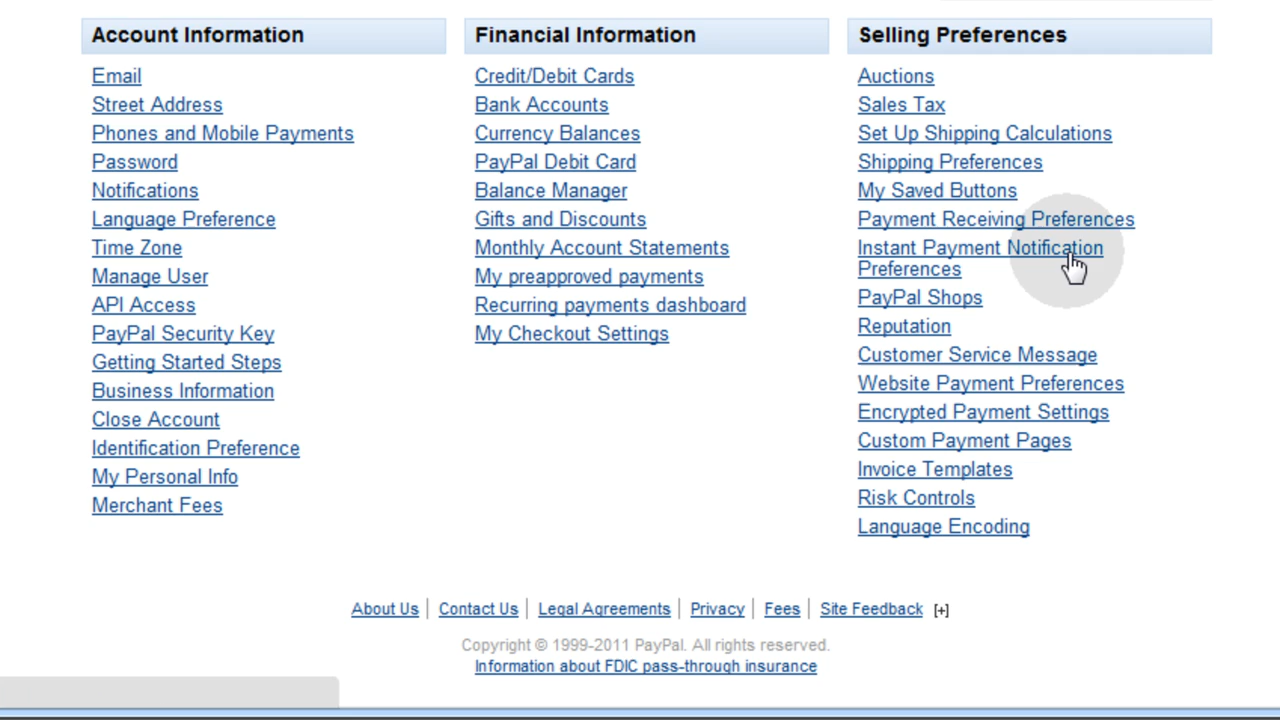 Account Information
Email
Street Address
Phones and Mobile Payments
Password
Notifications
Language Preference
Time Zone
Manage User
API Access
PayPal Security Key
Getting Started Steps
Business Information
Close Account
Identification Preference
My Personal Info
Merchant Fees
Financial Information
Credit/Debit Cards
Bank Accounts
Currency Balances
PayPal Debit Card
Balance Manager
Gifts and Discounts
Monthly Account Statements
My preapproved payments
Recurring payments dashboard
My Checkout Settings
Selling Preferences
Auctions
Sales Tax
Set Up Shipping Calculations
Shipping Preferences
My Saved Buttons
Payment Receiving Preferences
Instant Payment Notification
Preferences
PayPal Shops
Reputation
Customer Service Message
Website Payment Preferences
Encrypted Payment Settings
Custom Payment Pages
Invoice Templates
Risk Controls
Language Encoding
About Us | Contact Us | Legal Agreements | Privacy | Fees | Site Feedback [+]
Copyright © 1999-2011 PayPal. All rights reserved.
Information about FDIC pass-through insurance